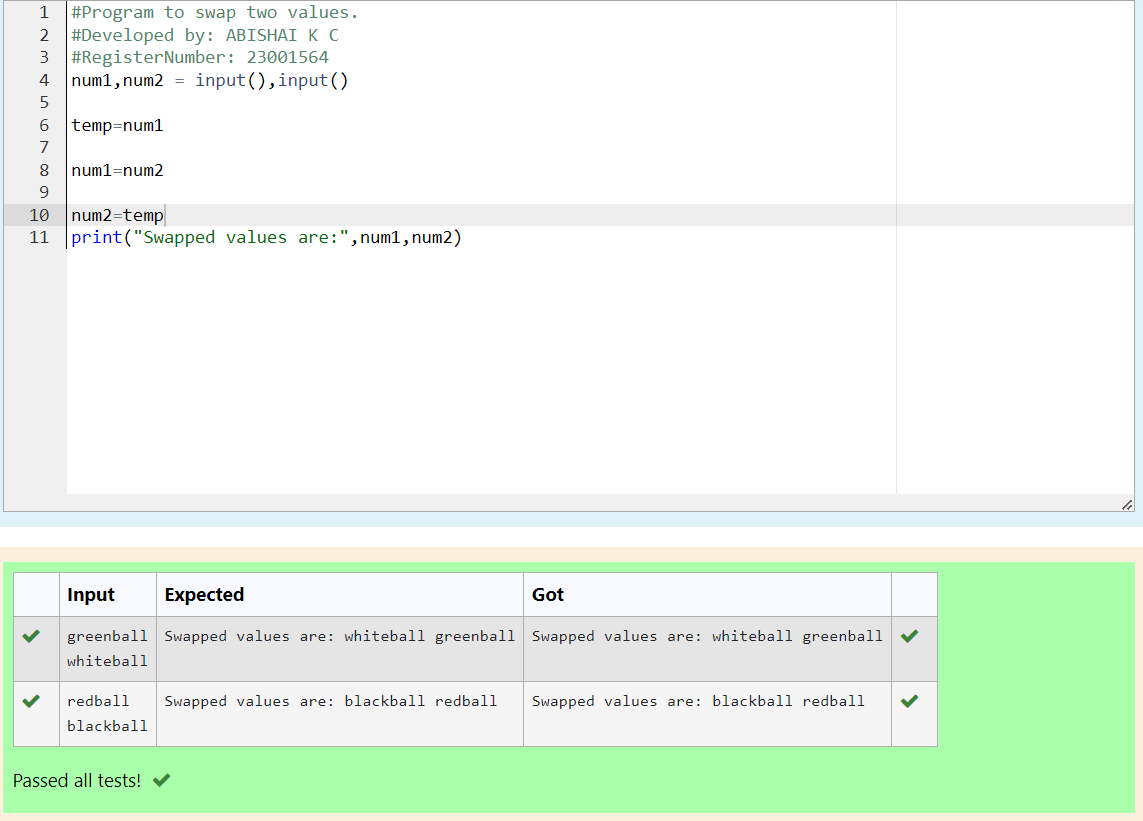 1 #Program to swap two values.
2 #Developed by: ABISHAI K C
3 #RegisterNumber: 23001564
4 num1,num2 = input(),input()
5
6 temp=num1
7
8 num1=num2
9
10 num2=temp
11 print("Swapped values are:",num1,num2)
Input Expected Got
greenball Swapped values are: whiteball greenball Swapped values are: whiteball greenball
whiteball
redball Swapped values are: blackball redball Swapped values are: blackball redball
blackball
Passed all tests!